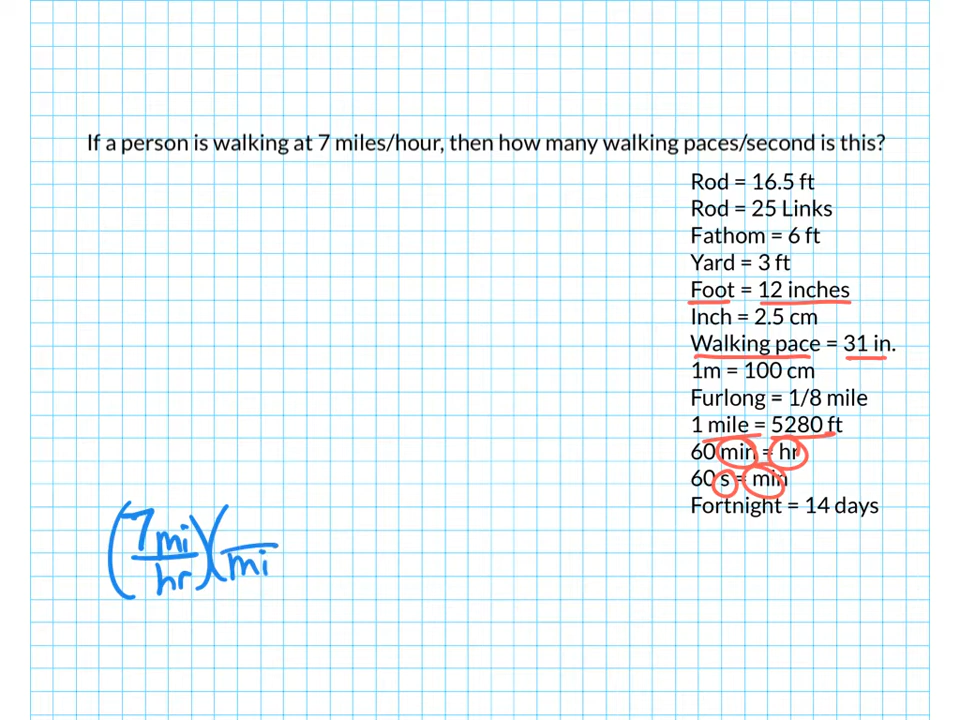 If a person is walking at 7 miles/hour, then how many walking paces/second is this?
Rod = 16.5 ft
Rod = 25 Links
Fathom = 6 ft
Yard = 3 ft
Foot = 12 inches
Inch = 2.5 cm
Walking pace = 31 in.
1m = 100 cm
Furlong = 1/8 mile
1 mile = 5280 ft
60 min = hr
60 s = min
Fortnight = 14 days
(7 mi/hr)( /mi